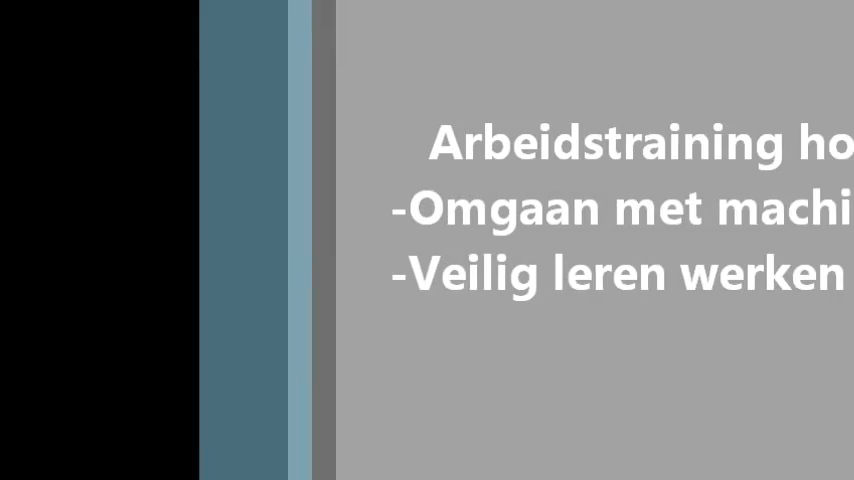 Arbeidstraining ho
-Omgaan met machi
-Veilig leren werken